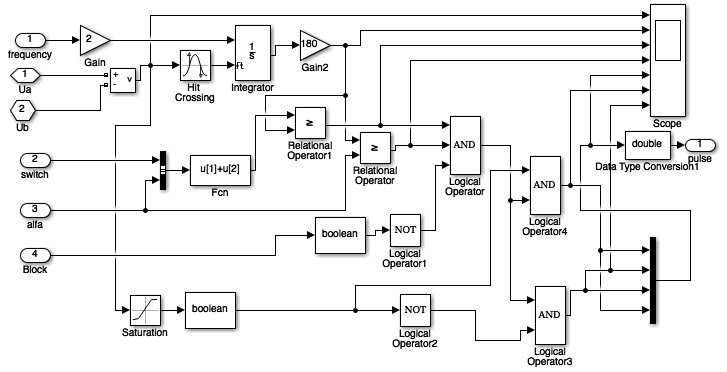 1
frequency
2
Gain
1
s
Integrator
180
Gain2
Scope
1
Ua
+
-
v
Hit
Crossing
2
Ub
≥
Relational
Operator1
≥
Relational
Operator
AND
Logical
Operator
double
Data Type Conversion1
1
pulse
2
switch
u[1]+u[2]
Fcn
AND
Logical
Operator4
3
alfa
boolean
NOT
Logical
Operator1
4
Block
Saturation
boolean
NOT
Logical
Operator2
AND
Logical
Operator3